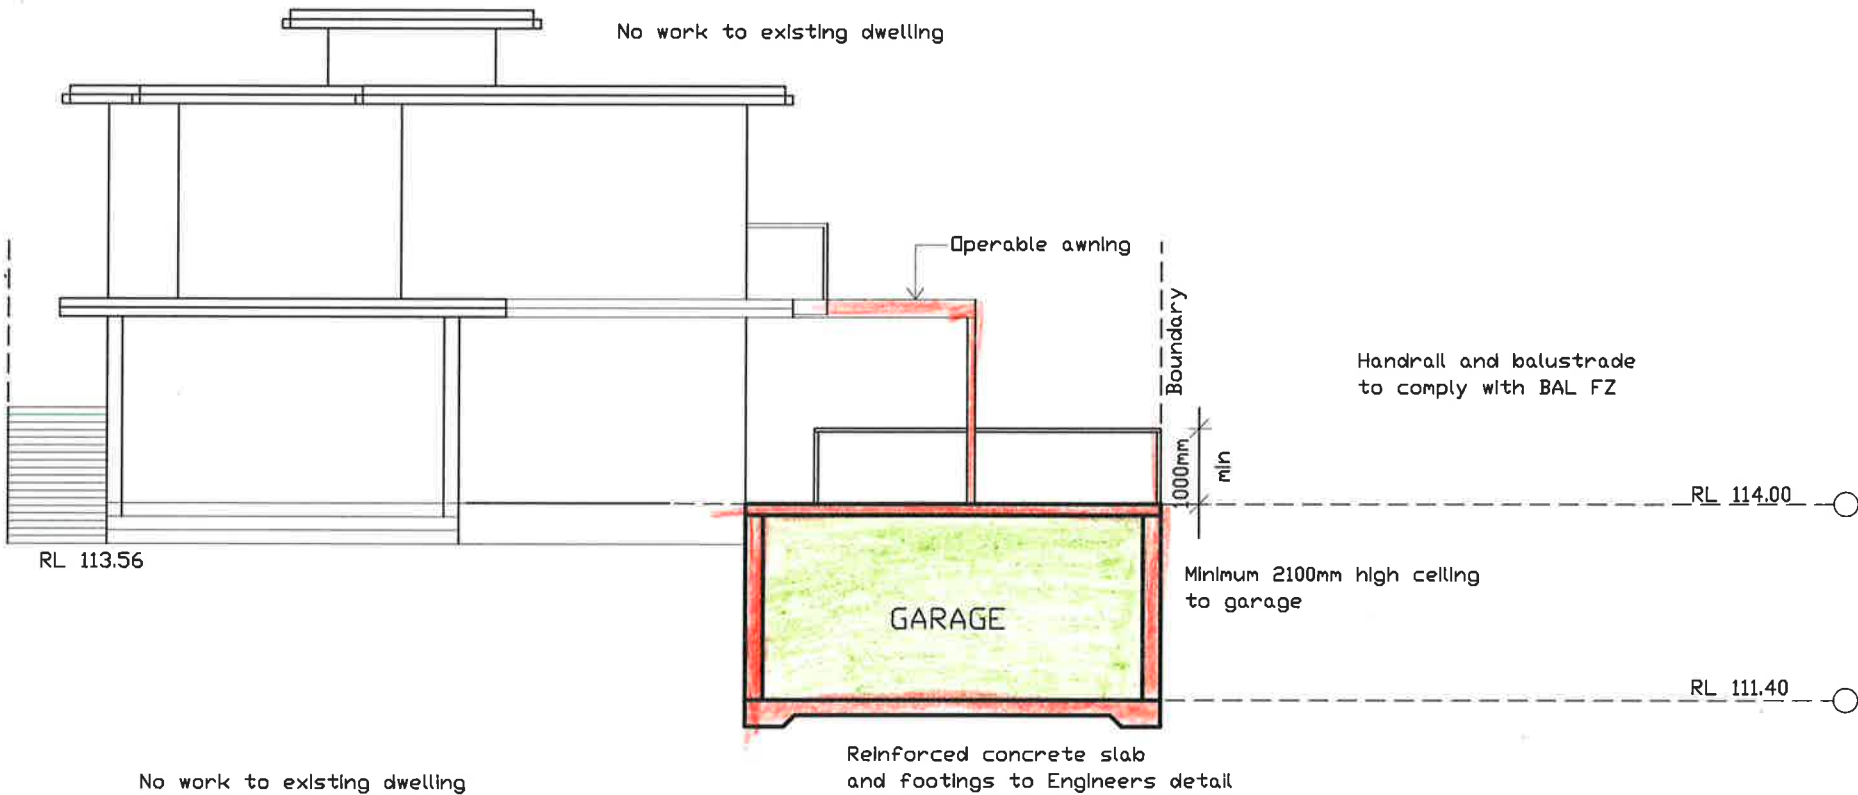 No work to existing dwelling
Operable awning
Boundary
Handrail and balustrade
to comply with BAL FZ
1000mm
min
RL 114.00
RL 113.56
Minimum 2100mm high ceiling
to garage
GARAGE
RL 111.40
Reinforced concrete slab
and footings to Engineers detail
No work to existing dwelling